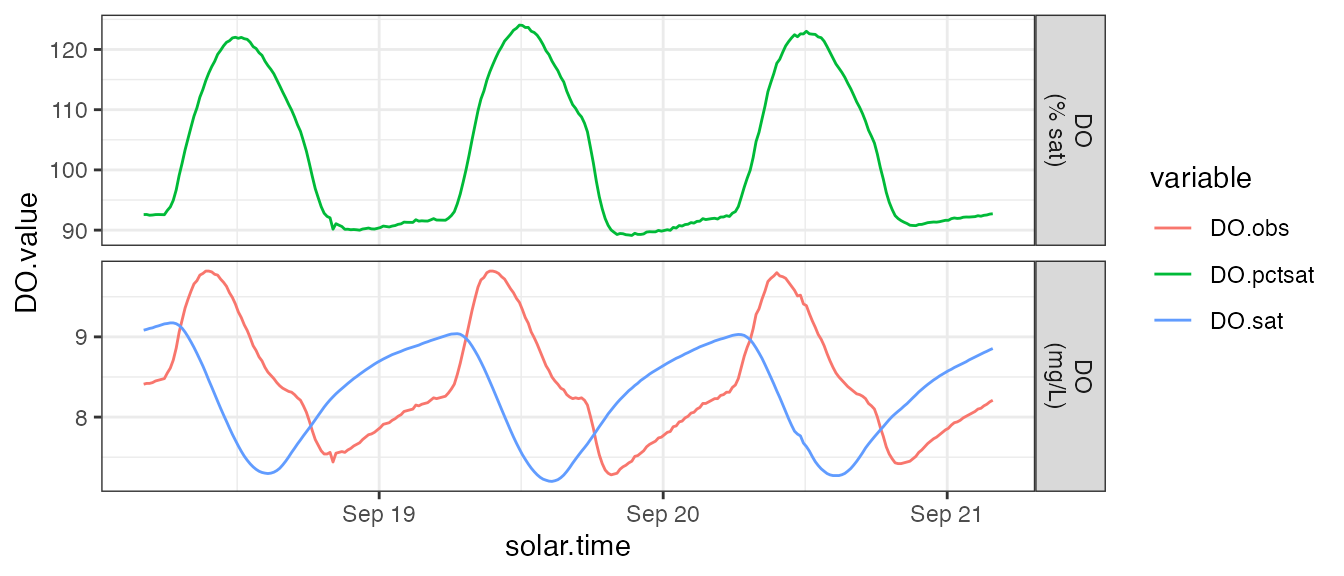 DO.value
120
110
100
90
DO
(% sat)
9
8
DO
(mg/L)
Sep 19
Sep 20
Sep 21
solar.time
variable
DO.obs
DO.pctsat
DO.sat